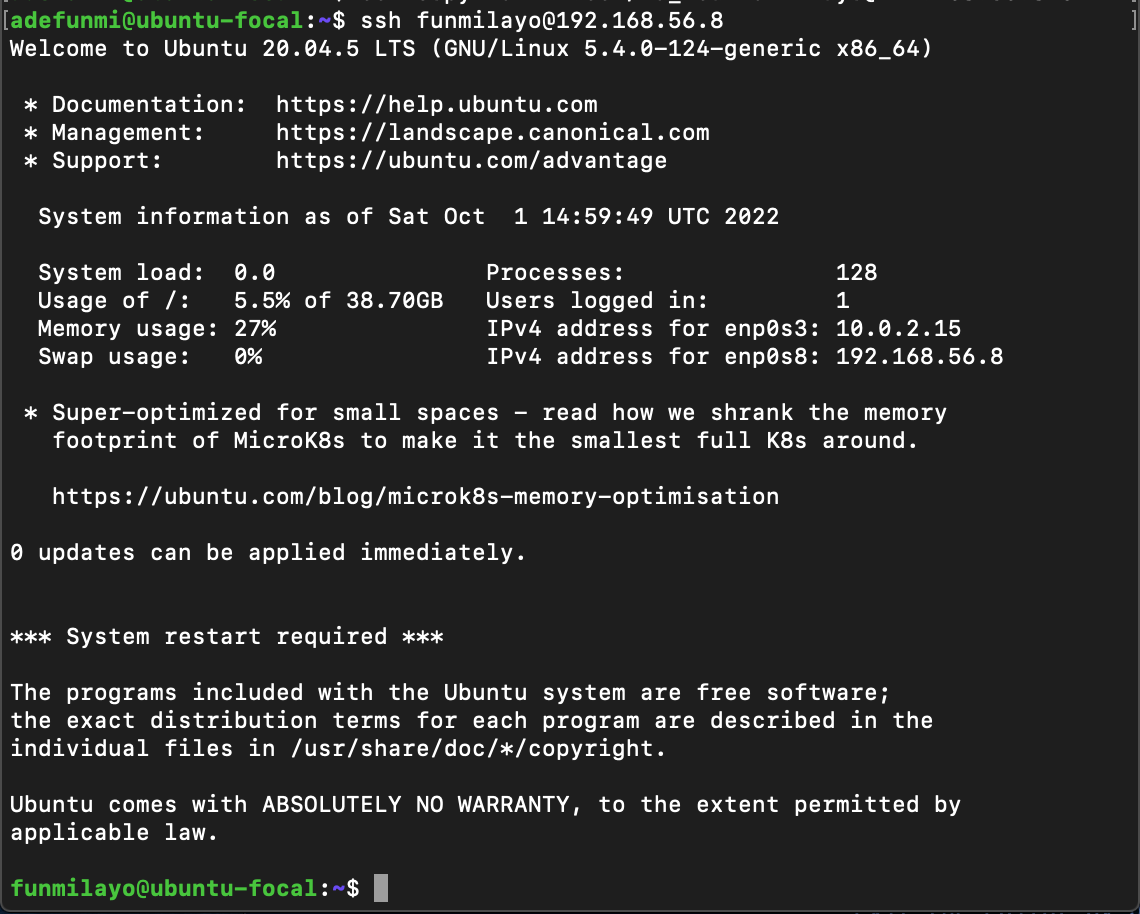 [adefunmi@ubuntu-focal:~$ ssh funmilayo@192.168.56.8 ]
Welcome to Ubuntu 20.04.5 LTS (GNU/Linux 5.4.0-124-generic x86_64)
* Documentation: https://help.ubuntu.com
* Management: https://landscape.canonical.com
* Support: https://ubuntu.com/advantage
System information as of Sat Oct 1 14:59:49 UTC 2022
System load: 0.0 Processes: 128
Usage of /: 5.5% of 38.70GB Users logged in: 1
Memory usage: 27% IPv4 address for enp0s3: 10.0.2.15
Swap usage: 0% IPv4 address for enp0s8: 192.168.56.8
* Super-optimized for small spaces - read how we shrank the memory
footprint of MicroK8s to make it the smallest full K8s around.
https://ubuntu.com/blog/microk8s-memory-optimisation
0 updates can be applied immediately.
*** System restart required ***
The programs included with the Ubuntu system are free software;
the exact distribution terms for each program are described in the
individual files in /usr/share/doc/*/copyright.
Ubuntu comes with ABSOLUTELY NO WARRANTY, to the extent permitted by
applicable law.
funmilayo@ubuntu-focal:~$